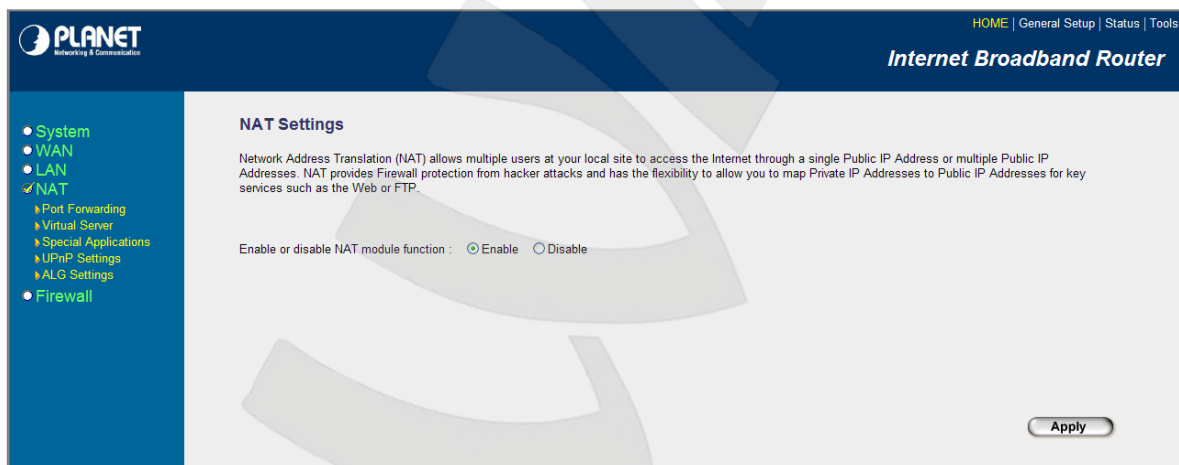 PLANET
Networking & Communication
HOME | General Setup | Status | Tools
Internet Broadband Router
System
WAN
LAN
NAT
Port Forwarding
Virtual Server
Special Applications
UPnP Settings
ALG Settings
Firewall
NAT Settings
Network Address Translation (NAT) allows multiple users at your local site to access the Internet through a single Public IP Address or multiple Public IP
Addresses. NAT provides Firewall protection from hacker attacks and has the flexibility to allow you to map Private IP Addresses to Public IP Addresses for key
services such as the Web or FTP.
Enable or disable NAT module function : Enable Disable
Apply